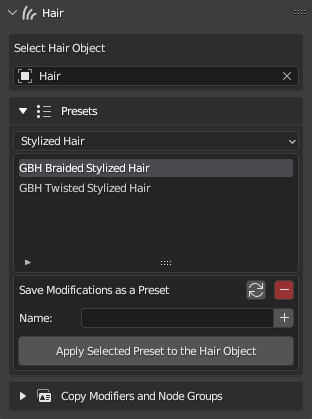 Hair
Select Hair Object
Hair
Presets
Stylized Hair
GBH Braided Stylized Hair
GBH Twisted Stylized Hair
Save Modifications as a Preset
Name:
Apply Selected Preset to the Hair Object
Copy Modifiers and Node Groups